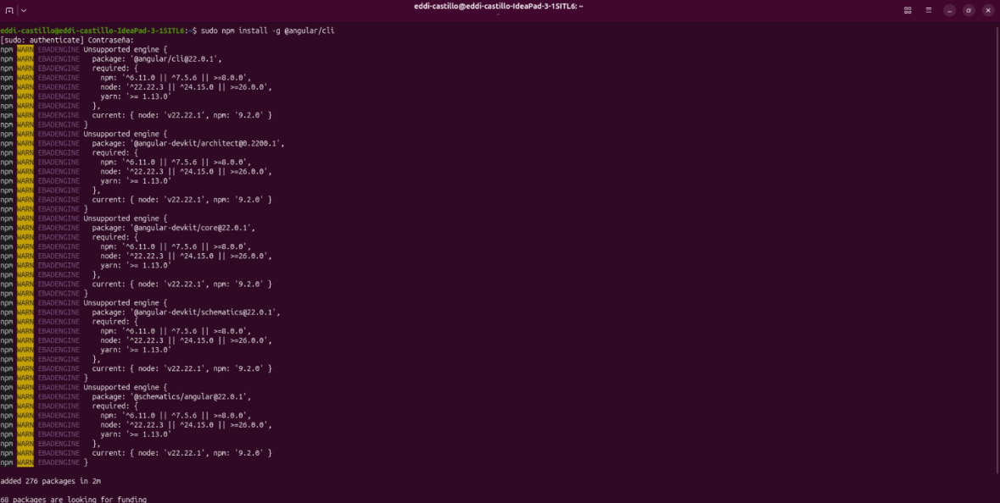 eddi-castillo@eddi-castillo-IdeaPad-3-15ITL6: ~
eddi-castillo@eddi-castillo-IdeaPad-3-15ITL6:~$ sudo npm install -g @angular/cli
[sudo: authenticate] Contraseña:
npm WARN EBADENGINE Unsupported engine {
npm WARN EBADENGINE   package: '@angular/cli@22.0.1',
npm WARN EBADENGINE   required: {
npm WARN EBADENGINE     npm: '^6.11.0 || ^7.5.6 || >=8.0.0',
npm WARN EBADENGINE     node: '^22.22.3 || ^24.15.0 || >=26.0.0',
npm WARN EBADENGINE     yarn: '>= 1.13.0'
npm WARN EBADENGINE   },
npm WARN EBADENGINE   current: { node: 'v22.22.1', npm: '9.2.0' }
npm WARN EBADENGINE }
npm WARN EBADENGINE Unsupported engine {
npm WARN EBADENGINE   package: '@angular-devkit/architect@0.2200.1',
npm WARN EBADENGINE   required: {
npm WARN EBADENGINE     npm: '^6.11.0 || ^7.5.6 || >=8.0.0',
npm WARN EBADENGINE     node: '^22.22.3 || ^24.15.0 || >=26.0.0',
npm WARN EBADENGINE     yarn: '>= 1.13.0'
npm WARN EBADENGINE   },
npm WARN EBADENGINE   current: { node: 'v22.22.1', npm: '9.2.0' }
npm WARN EBADENGINE }
npm WARN EBADENGINE Unsupported engine {
npm WARN EBADENGINE   package: '@angular-devkit/core@22.0.1',
npm WARN EBADENGINE   required: {
npm WARN EBADENGINE     npm: '^6.11.0 || ^7.5.6 || >=8.0.0',
npm WARN EBADENGINE     node: '^22.22.3 || ^24.15.0 || >=26.0.0',
npm WARN EBADENGINE     yarn: '>= 1.13.0'
npm WARN EBADENGINE   },
npm WARN EBADENGINE   current: { node: 'v22.22.1', npm: '9.2.0' }
npm WARN EBADENGINE }
npm WARN EBADENGINE Unsupported engine {
npm WARN EBADENGINE   package: '@angular-devkit/schematics@22.0.1',
npm WARN EBADENGINE   required: {
npm WARN EBADENGINE     npm: '^6.11.0 || ^7.5.6 || >=8.0.0',
npm WARN EBADENGINE     node: '^22.22.3 || ^24.15.0 || >=26.0.0',
npm WARN EBADENGINE     yarn: '>= 1.13.0'
npm WARN EBADENGINE   },
npm WARN EBADENGINE   current: { node: 'v22.22.1', npm: '9.2.0' }
npm WARN EBADENGINE }
npm WARN EBADENGINE Unsupported engine {
npm WARN EBADENGINE   package: '@schematics/angular@22.0.1',
npm WARN EBADENGINE   required: {
npm WARN EBADENGINE     npm: '^6.11.0 || ^7.5.6 || >=8.0.0',
npm WARN EBADENGINE     node: '^22.22.3 || ^24.15.0 || >=26.0.0',
npm WARN EBADENGINE     yarn: '>= 1.13.0'
npm WARN EBADENGINE   },
npm WARN EBADENGINE   current: { node: 'v22.22.1', npm: '9.2.0' }
npm WARN EBADENGINE }
added 276 packages in 2m
68 packages are looking for funding